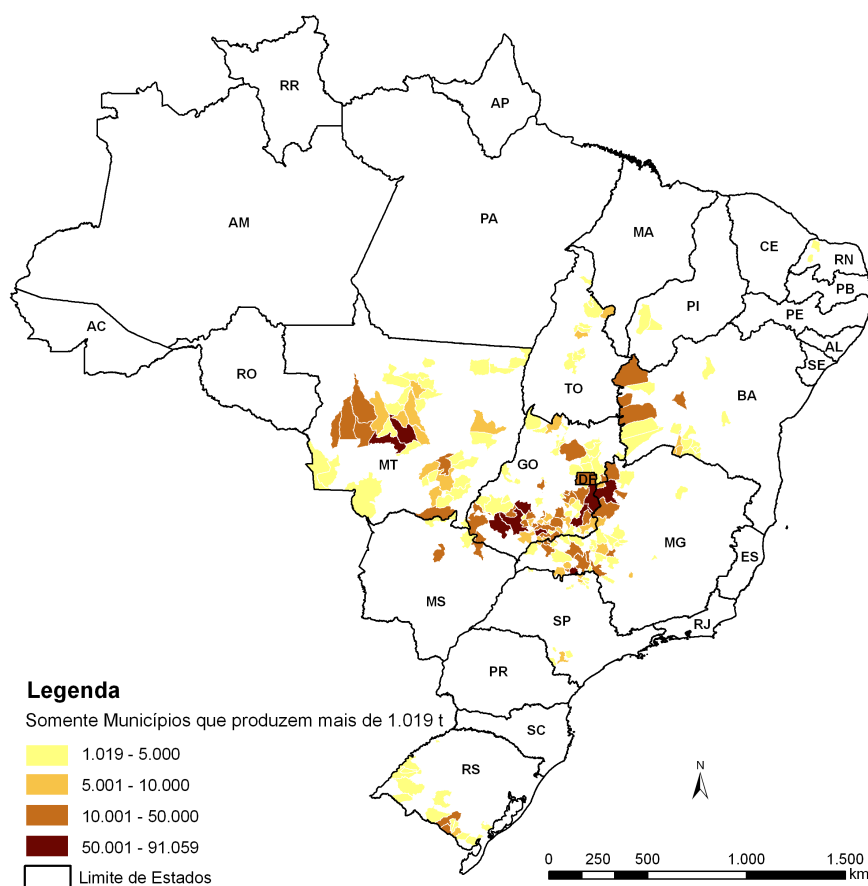 RR
AP
AM
PA
MA
CE
RN
PB
PI
PE
AC
AL
SE
RO
TO
BA
MT
GO
DF
MG
ES
MS
SP
RJ
PR
SC
RS
Legenda
Somente Municípios que produzem mais de 1.019 t
1.019 - 5.000
5.001 - 10.000
10.001 - 50.000
50.001 - 91.059
Limite de Estados
N
0 250 500 1.000 1.500
km